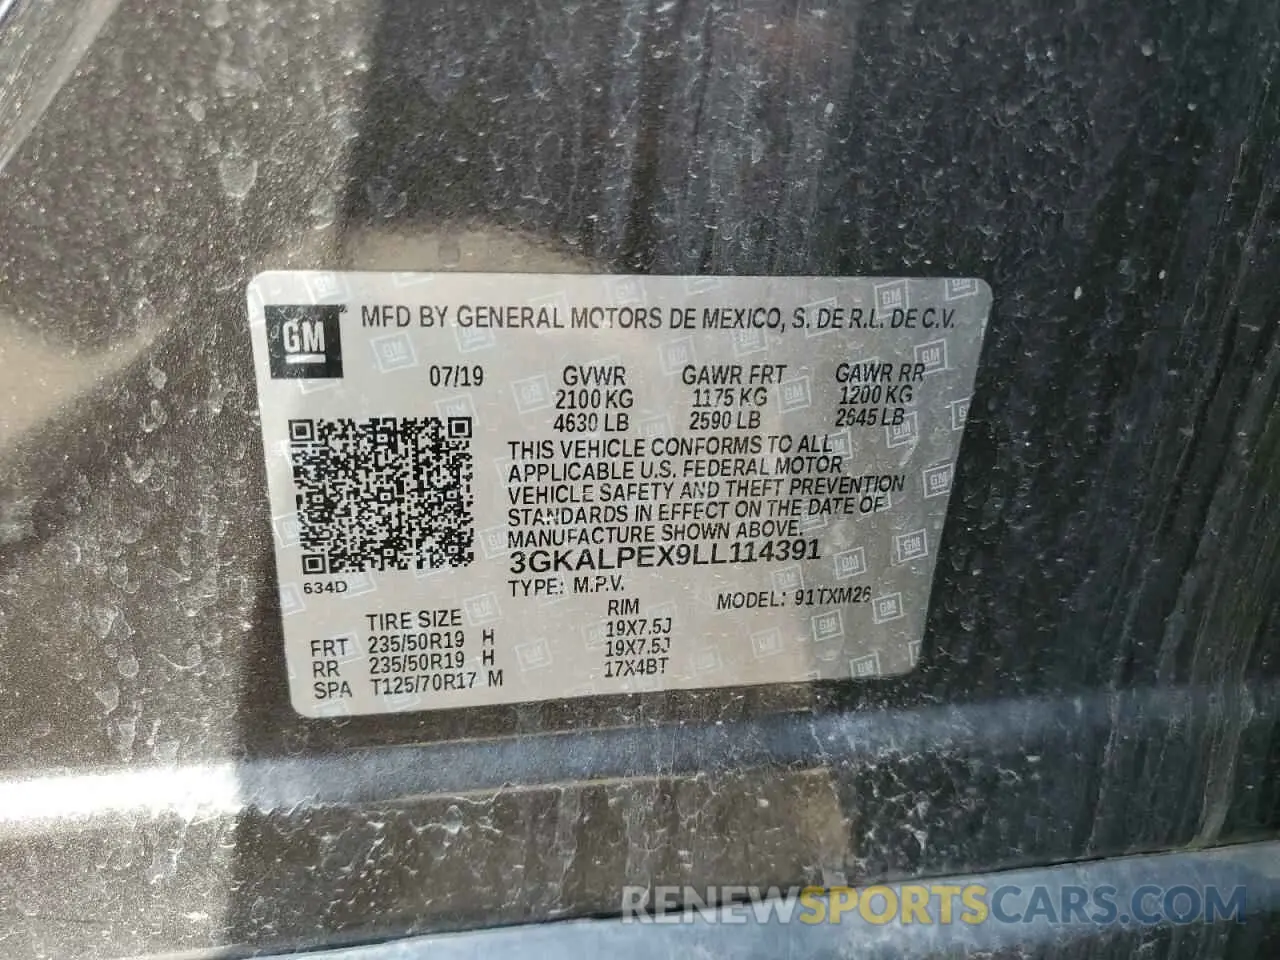 GM
MFD BY GENERAL MOTORS DE MEXICO, S. DE R.L. DE C.V.
07/19 GVWR GAWR FRT GAWR RR
2100 KG 1175 KG 1200 KG
4630 LB 2590 LB 2645 LB
THIS VEHICLE CONFORMS TO ALL
APPLICABLE U.S. FEDERAL MOTOR
VEHICLE SAFETY AND THEFT PREVENTION
STANDARDS IN EFFECT ON THE DATE OF
MANUFACTURE SHOWN ABOVE.
3GKALPEX9LL114391
634D
TYPE: M.P.V.
MODEL: 91TXM26
TIRE SIZE RIM
FRT 235/50R19 H 19X7.5J
RR 235/50R19 H 19X7.5J
SPA T125/70R17 M 17X4BT
RENEWSPORTSCARS.COM